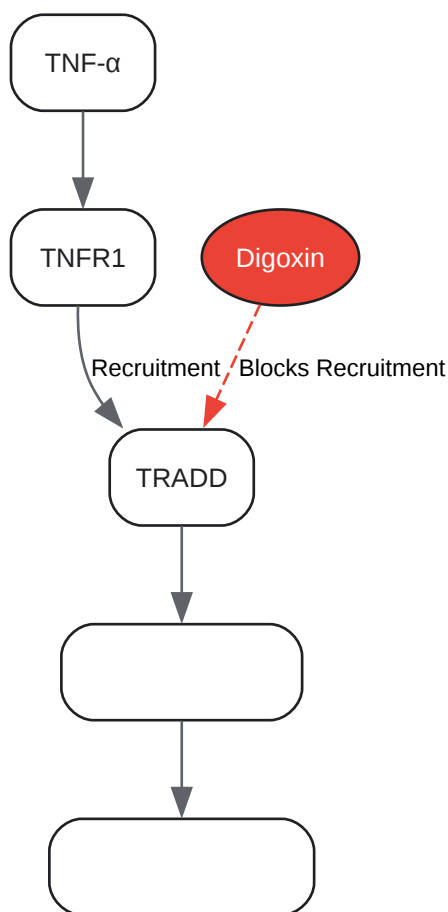 TNF-α
TNFR1
Digoxin
Recruitment
Blocks Recruitment
TRADD